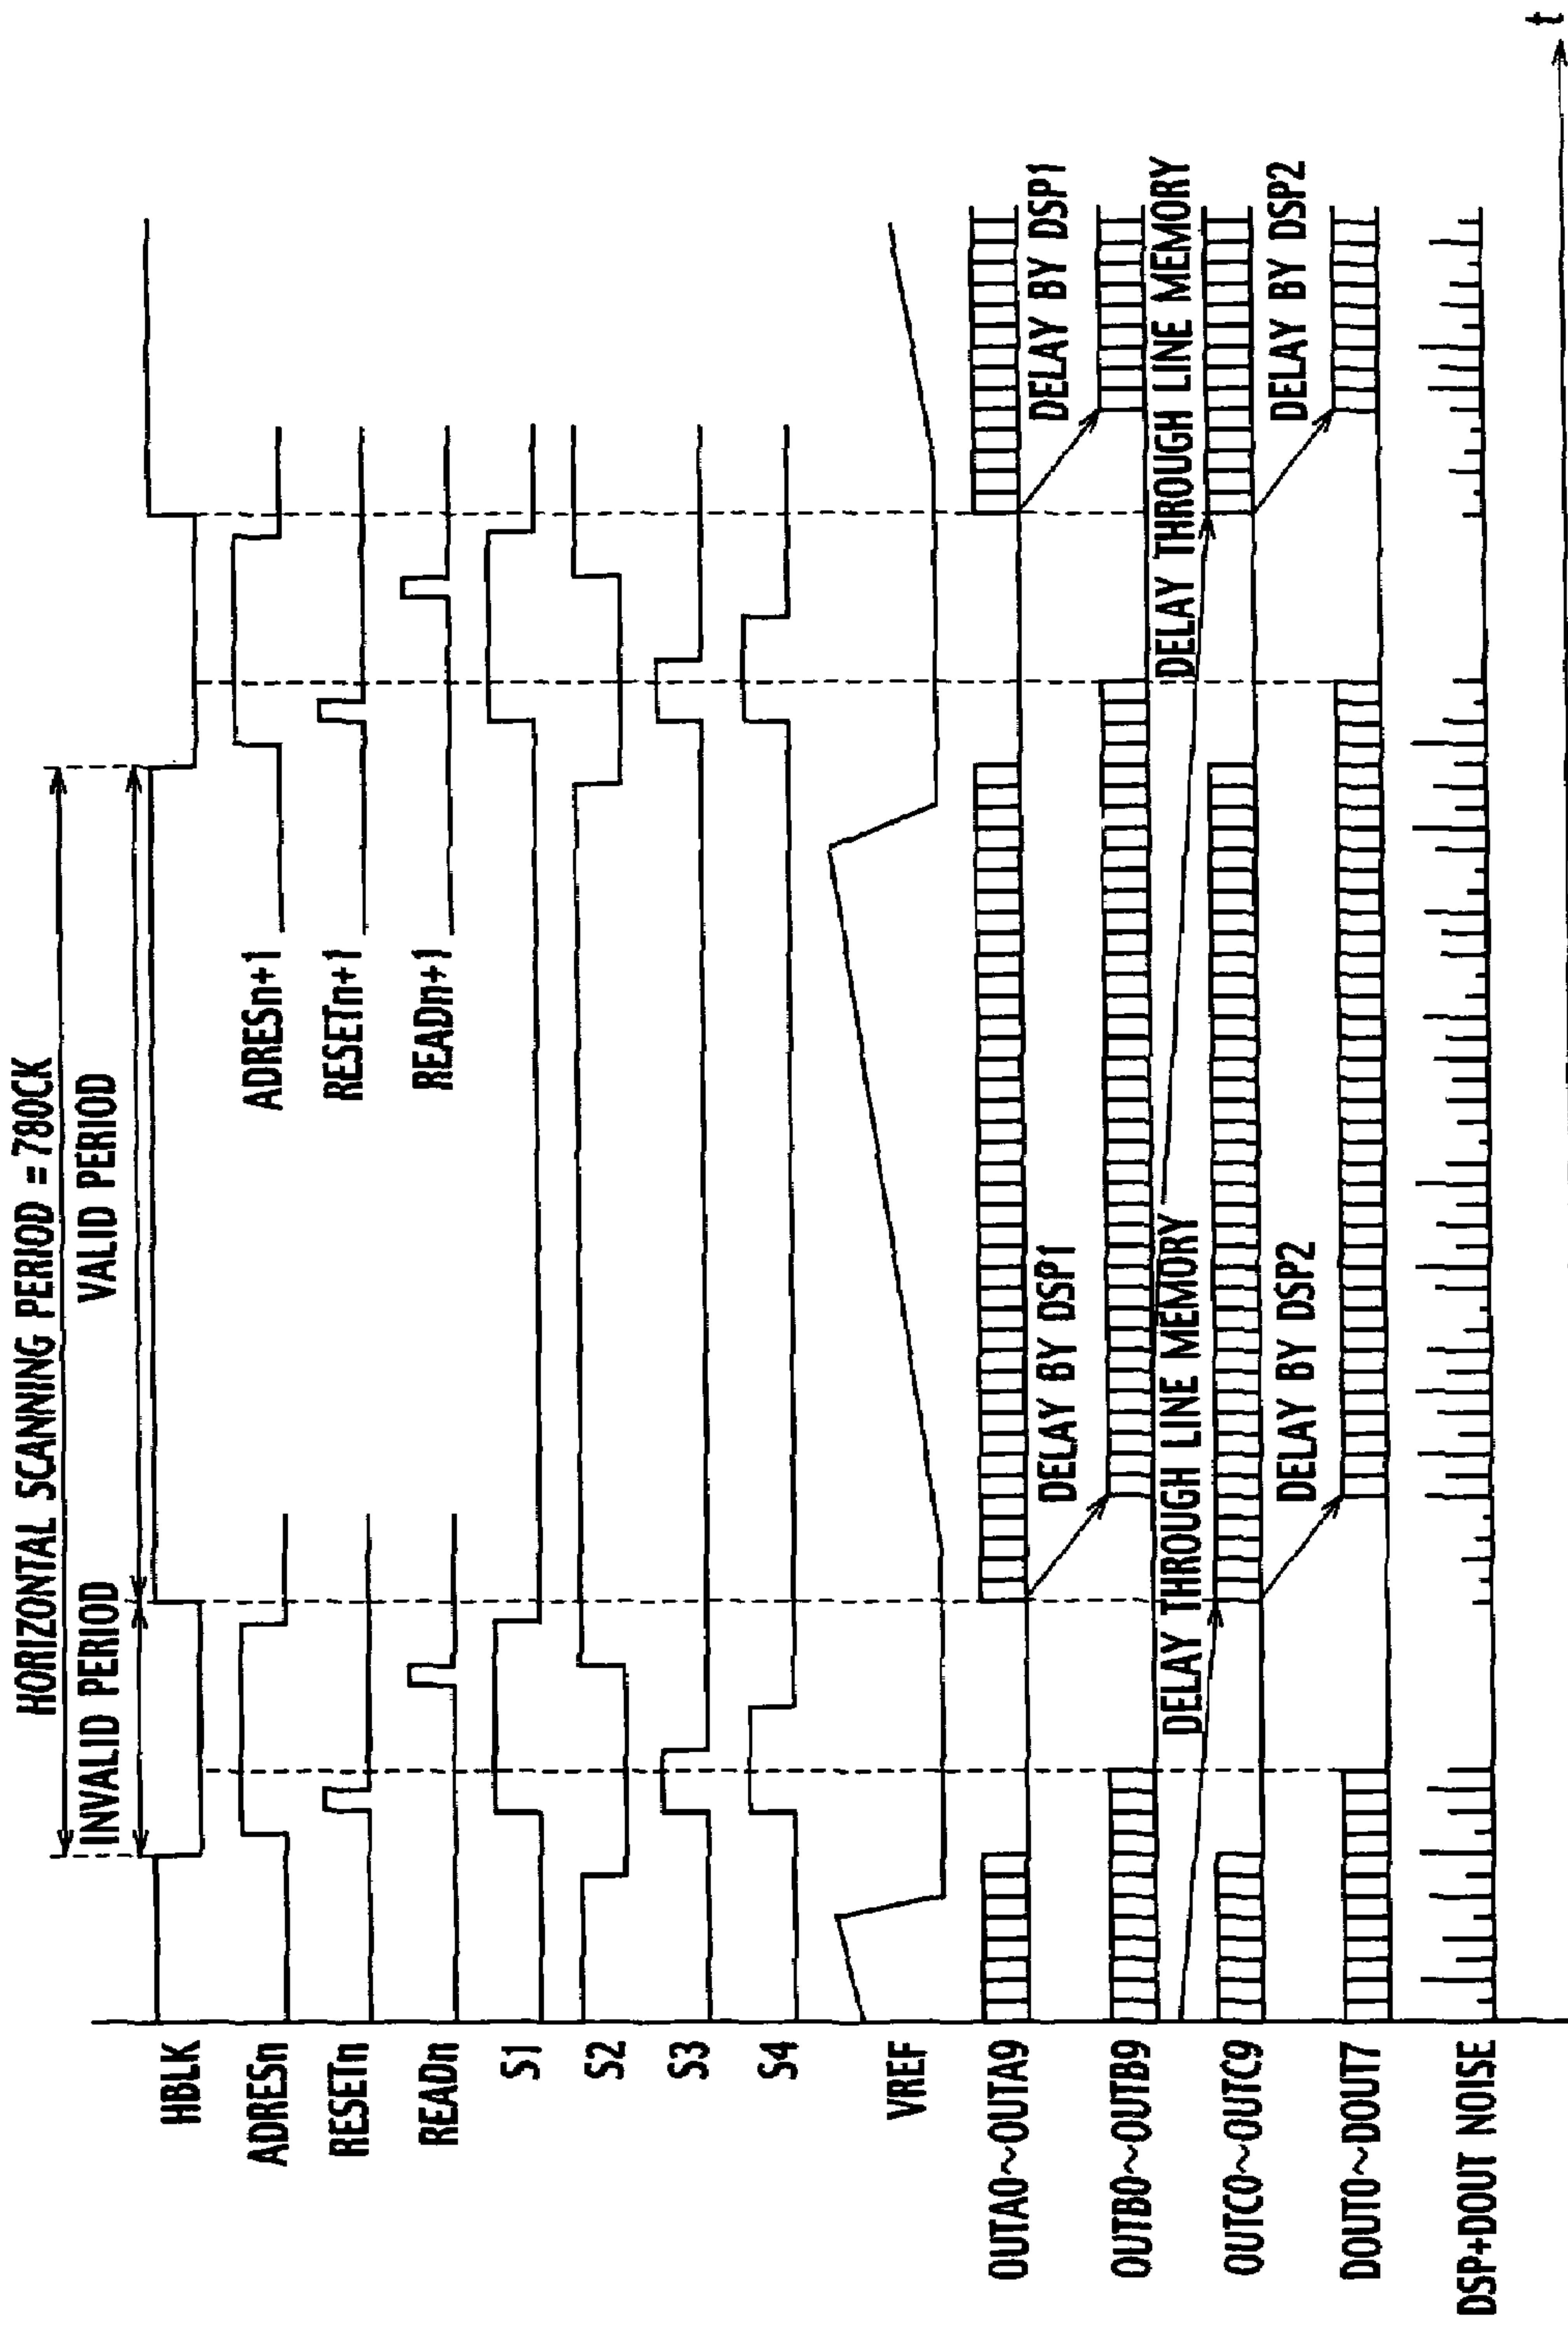 HORIZONTAL SCANNING PERIOD = 780CK
INVALID PERIOD
VALID PERIOD
HBLK
ADRESn
ADRESn+1
RESETn
RESETn+1
READn
READn+1
S1
S2
S3
S4
VREF
OUTA0~OUTA9
DELAY BY DSP1
DELAY BY DSP1
OUTB0~OUTB9
DELAY THROUGH LINE MEMORY
DELAY THROUGH LINE MEMORY
OUTC0~OUTC9
DELAY BY DSP2
DELAY BY DSP2
DOUT0~DOUT7
DSP+DOUT NOISE
t